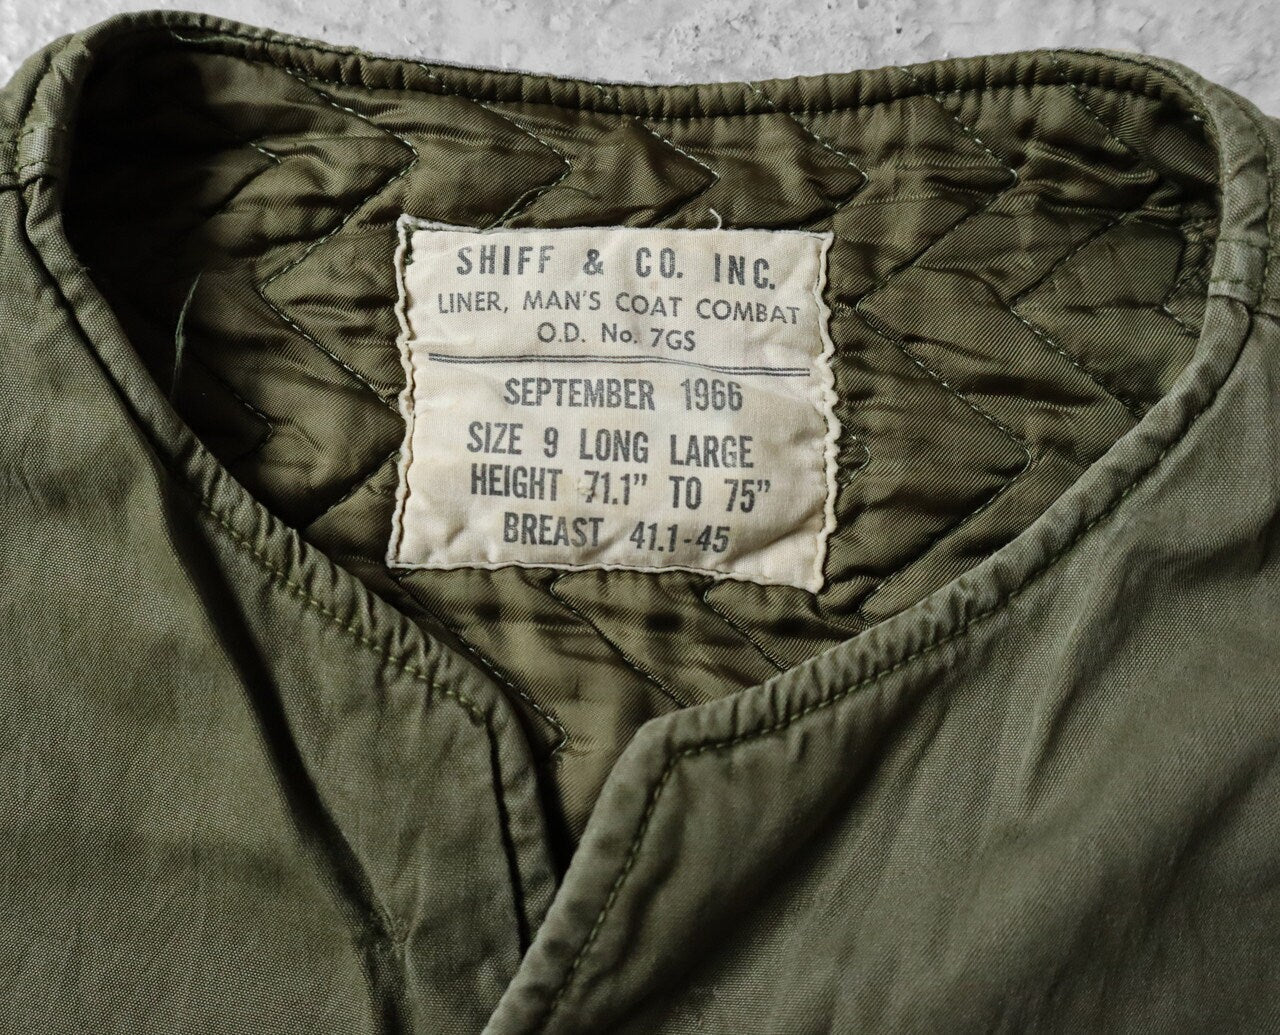 SHIFF & CO. INC.
LINER, MAN'S COAT COMBAT
O.D. No. 7GS
SEPTEMBER 1966
SIZE 9 LONG LARGE
HEIGHT 71.1" TO 75"
BREAST 41.1-45